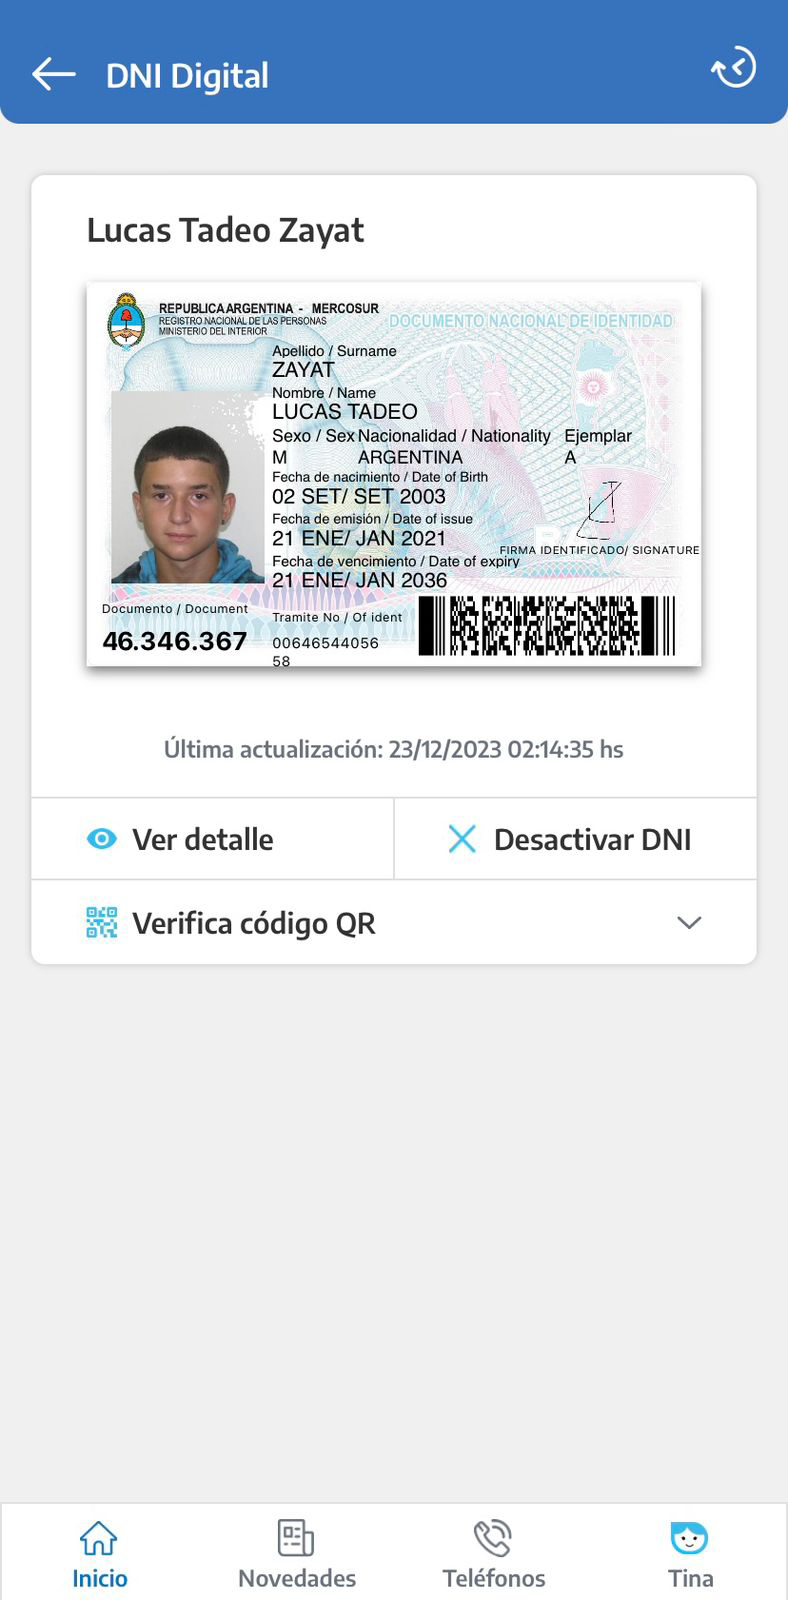 DNI Digital
Lucas Tadeo Zayat
REPUBLICA ARGENTINA - MERCOSUR
REGISTRO NACIONAL DE LAS PERSONAS
MINISTERIO DEL INTERIOR
DOCUMENTO NACIONAL DE IDENTIDAD
Apellido / Surname
ZAYAT
Nombre / Name
LUCAS TADEO
Sexo / Sex Nacionalidad / Nationality Ejemplar
M ARGENTINA A
Fecha de nacimiento / Date of Birth
02 SET/ SET 2003
Fecha de emisión / Date of issue
21 ENE/ JAN 2021
FIRMA IDENTIFICADO/ SIGNATURE
Fecha de vencimiento / Date of expiry
21 ENE/ JAN 2036
Documento / Document
46.346.367
Tramite No / Of ident
00646544056
58
Última actualización: 23/12/2023 02:14:35 hs
Ver detalle
Desactivar DNI
Verifica código QR
Inicio
Novedades
Teléfonos
Tina